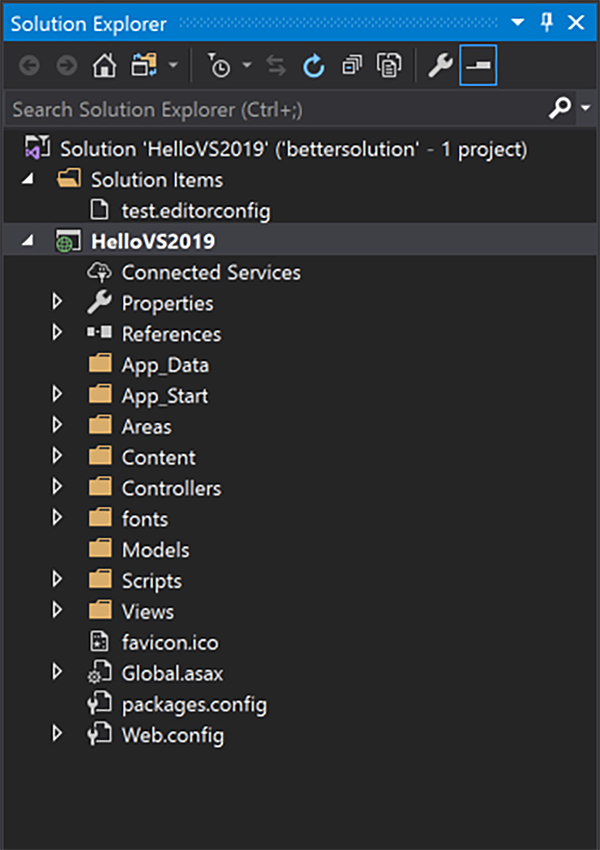 Solution Explorer
Search Solution Explorer (Ctrl+;)
Solution 'HelloVS2019' ('bettersolution' - 1 project)
Solution Items
test.editorconfig
HelloVS2019
Connected Services
Properties
References
App_Data
App_Start
Areas
Content
Controllers
fonts
Models
Scripts
Views
favicon.ico
Global.asax
packages.config
Web.config